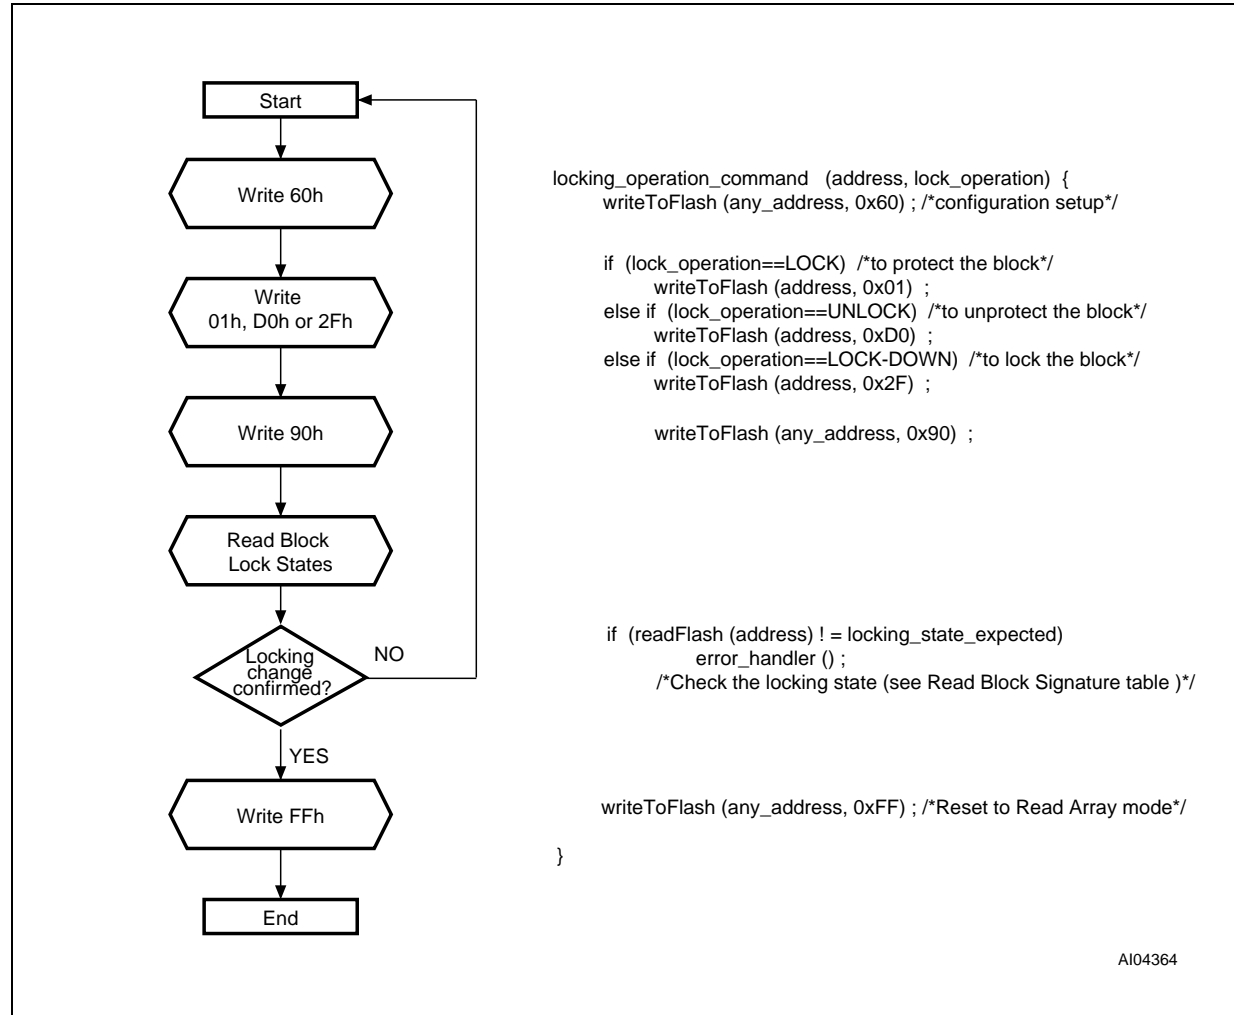 Start
Write 60h
Write
01h, D0h or 2Fh
Write 90h
Read Block
Lock States
Locking
change
confirmed?
NO
YES
Write FFh
End
locking_operation_command (address, lock_operation) {
writeToFlash (any_address, 0x60) ; /*configuration setup*/
if (lock_operation==LOCK) /*to protect the block*/
writeToFlash (address, 0x01) ;
else if (lock_operation==UNLOCK) /*to unprotect the block*/
writeToFlash (address, 0xD0) ;
else if (lock_operation==LOCK-DOWN) /*to lock the block*/
writeToFlash (address, 0x2F) ;
writeToFlash (any_address, 0x90) ;
if (readFlash (address) ! = locking_state_expected)
error_handler () ;
/*Check the locking state (see Read Block Signature table )*/
writeToFlash (any_address, 0xFF) ; /*Reset to Read Array mode*/
}
AI04364